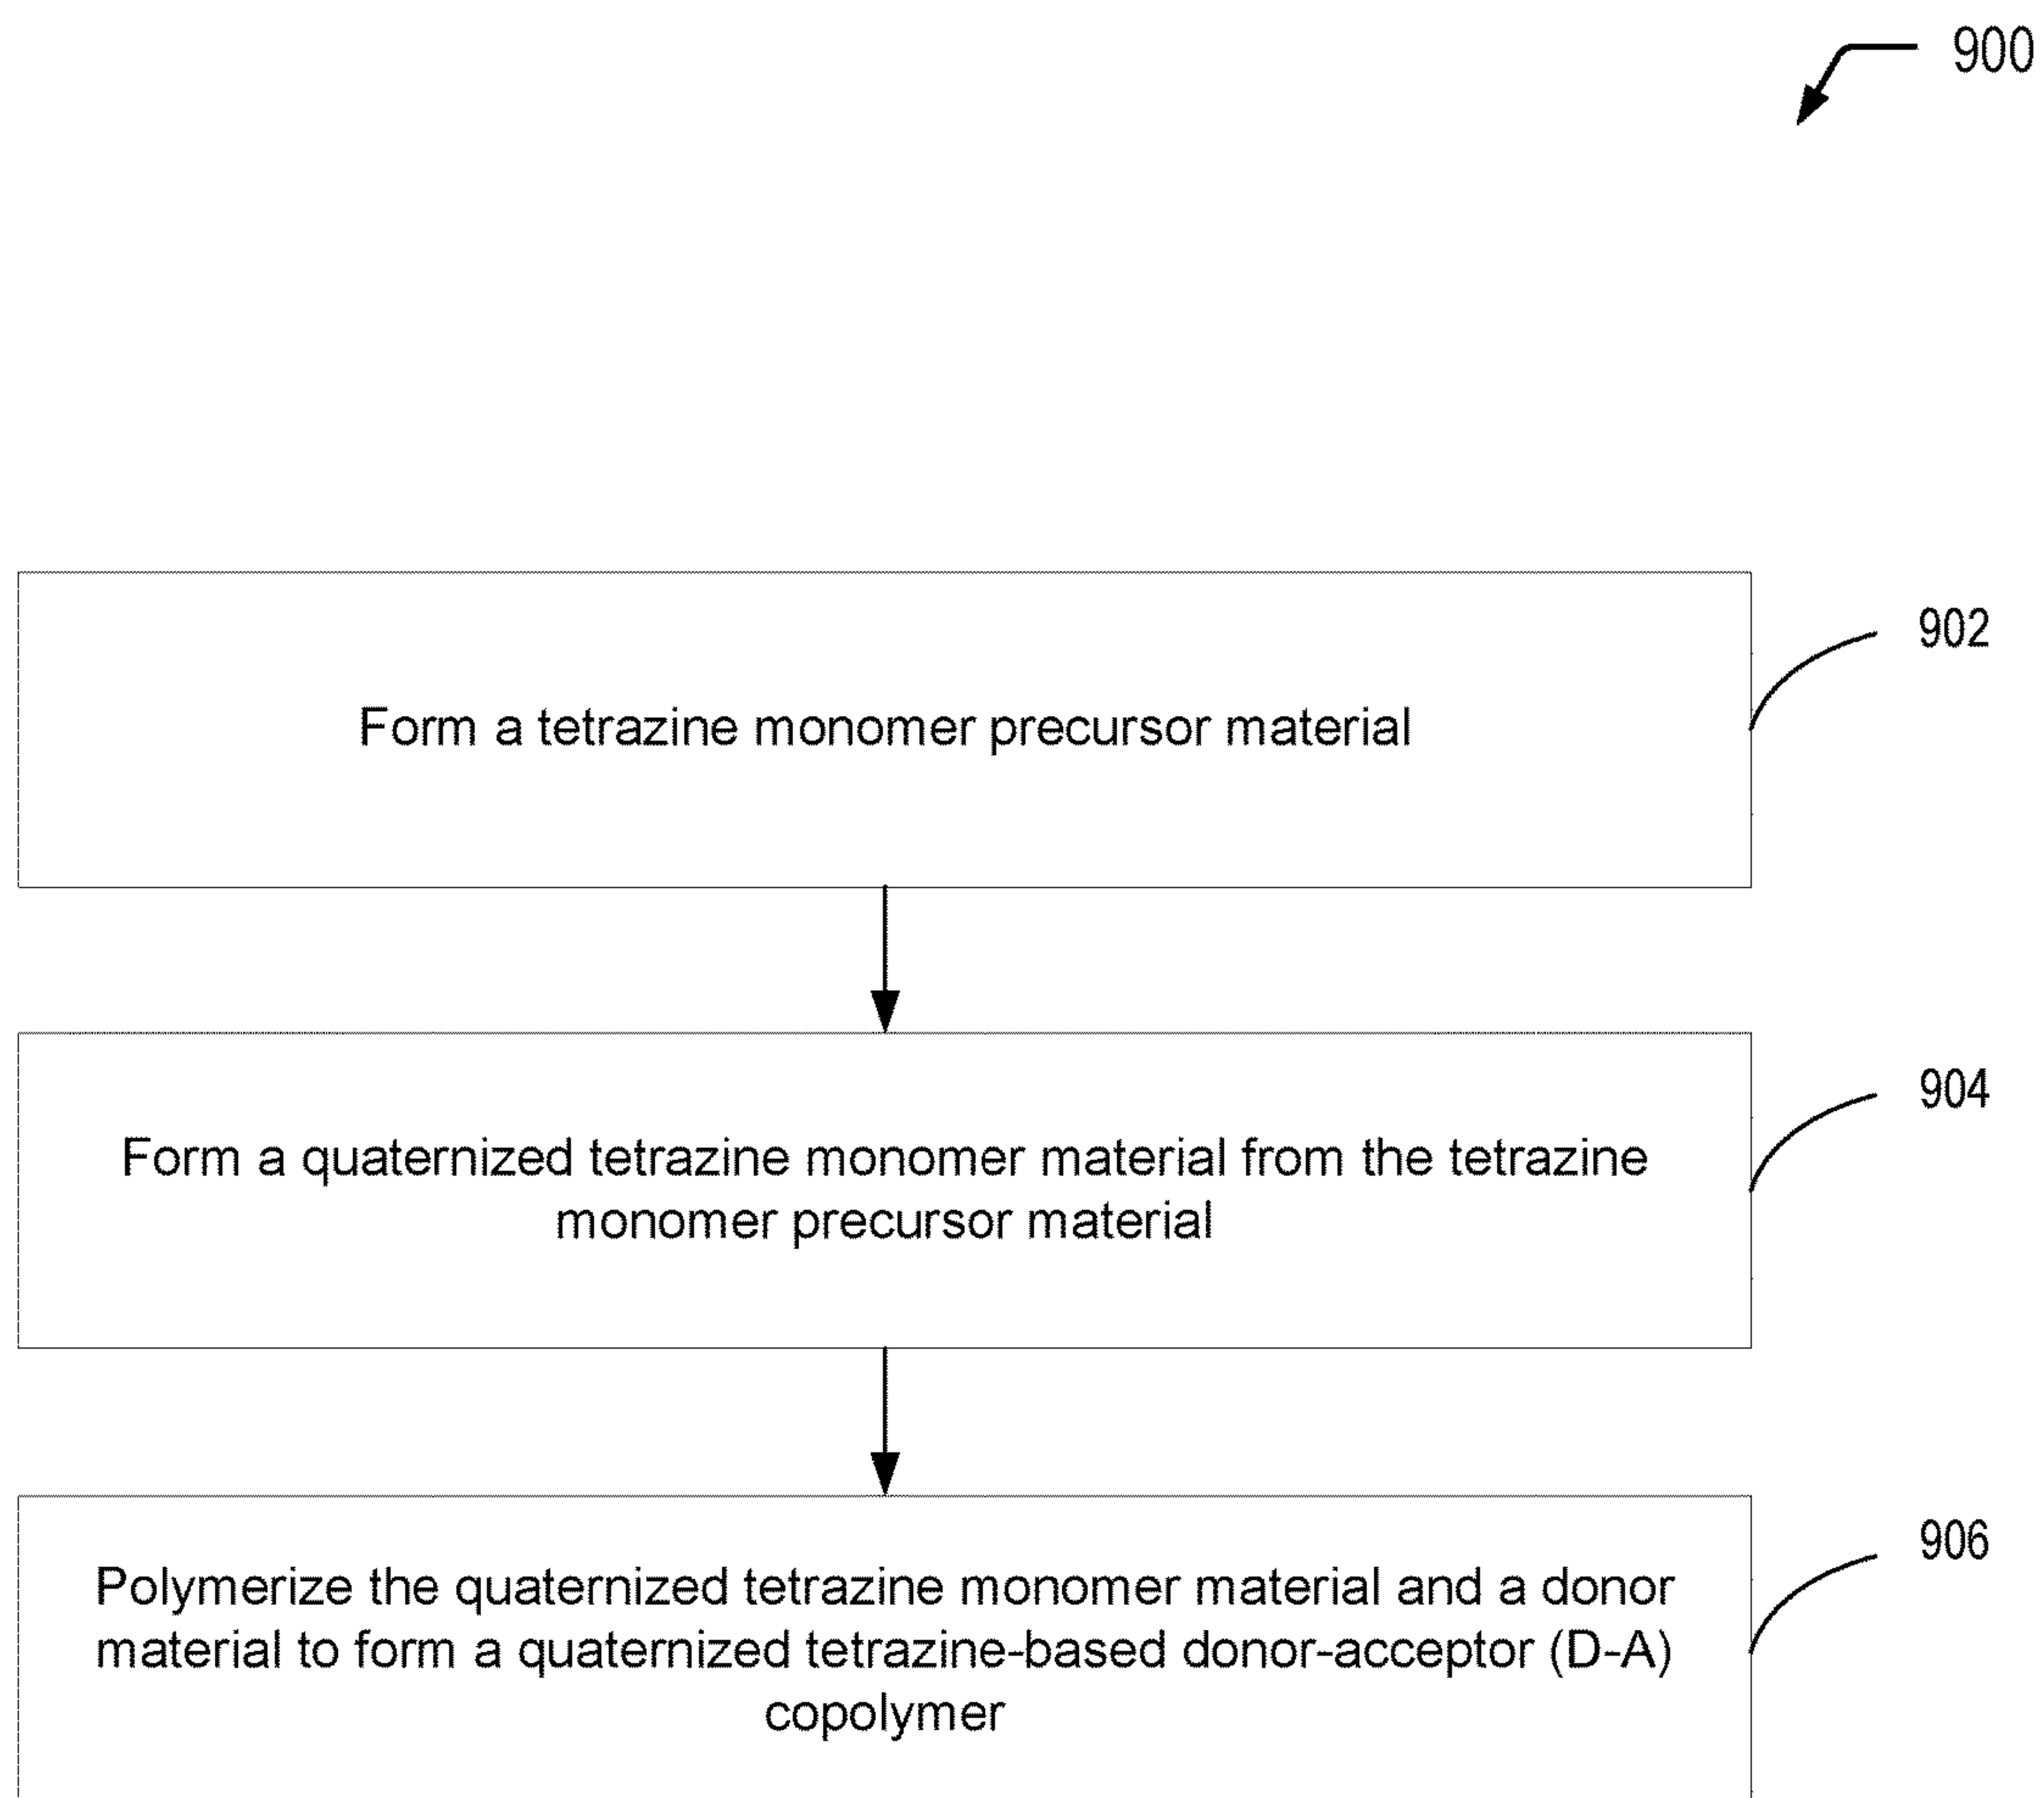 900
Form a tetrazine monomer precursor material
902
Form a quaternized tetrazine monomer material from the tetrazine
monomer precursor material
904
Polymerize the quaternized tetrazine monomer material and a donor
material to form a quaternized tetrazine-based donor-acceptor (D-A)
copolymer
906